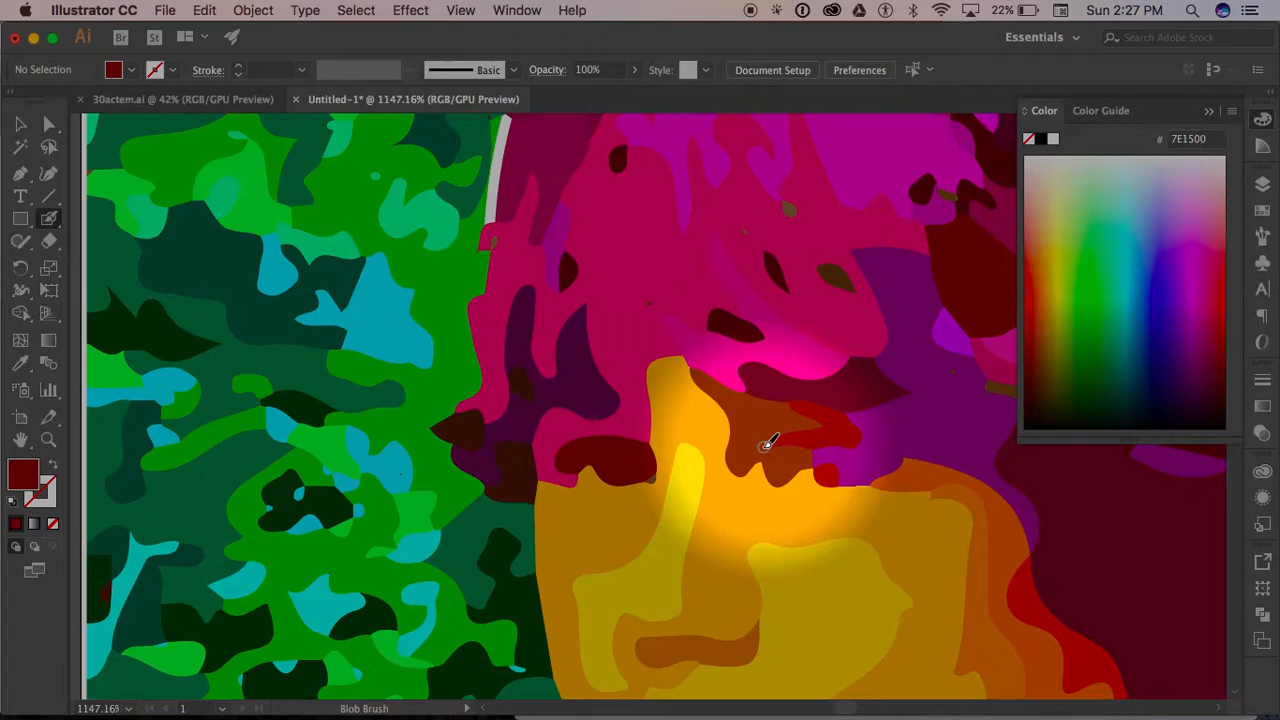 Illustrator CC File Edit Object Type Select Effect View Window Help 22% Sun 2:27 PM
Ai Br St Essentials Search Adobe Stock
No Selection Stroke: Basic Opacity: 100% Style: Document Setup Preferences
× 30actem.ai @ 42% (RGB/GPU Preview) × Untitled-1* @ 1147.16% (RGB/GPU Preview)
Color Color Guide
# 7E1500
1147.16% 1 Blob Brush